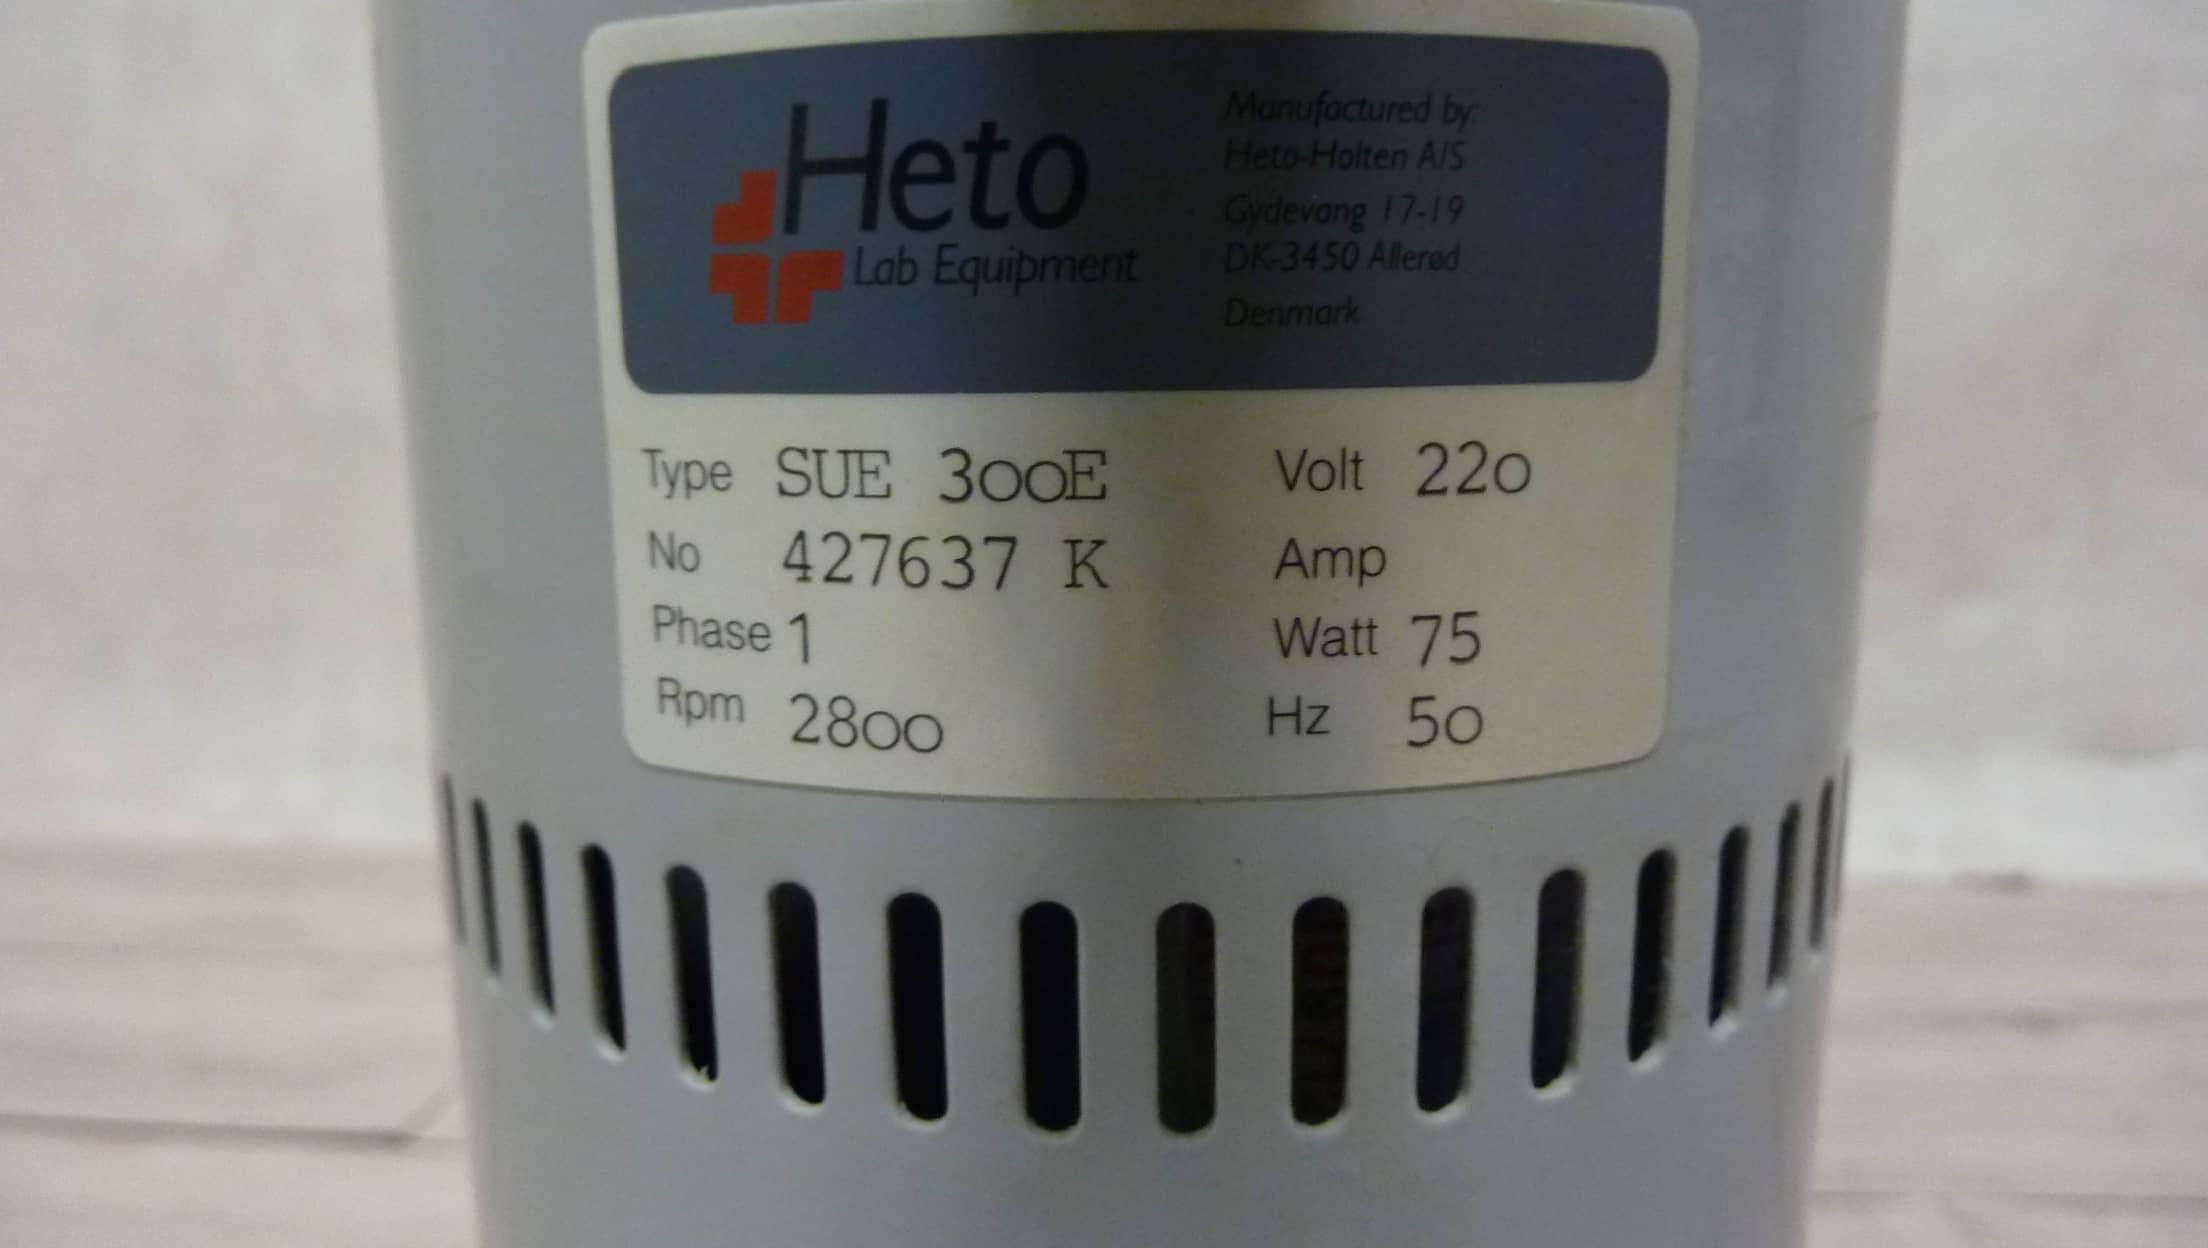 Heto
Lab Equipment
Manufactured by:
Heto-Holten A/S
Gydevang 17-19
DK-3450 Allerød
Denmark
Type SUE 300E
No 427637 K
Phase 1
Rpm 2800
Volt 220
Amp
Watt 75
Hz 50